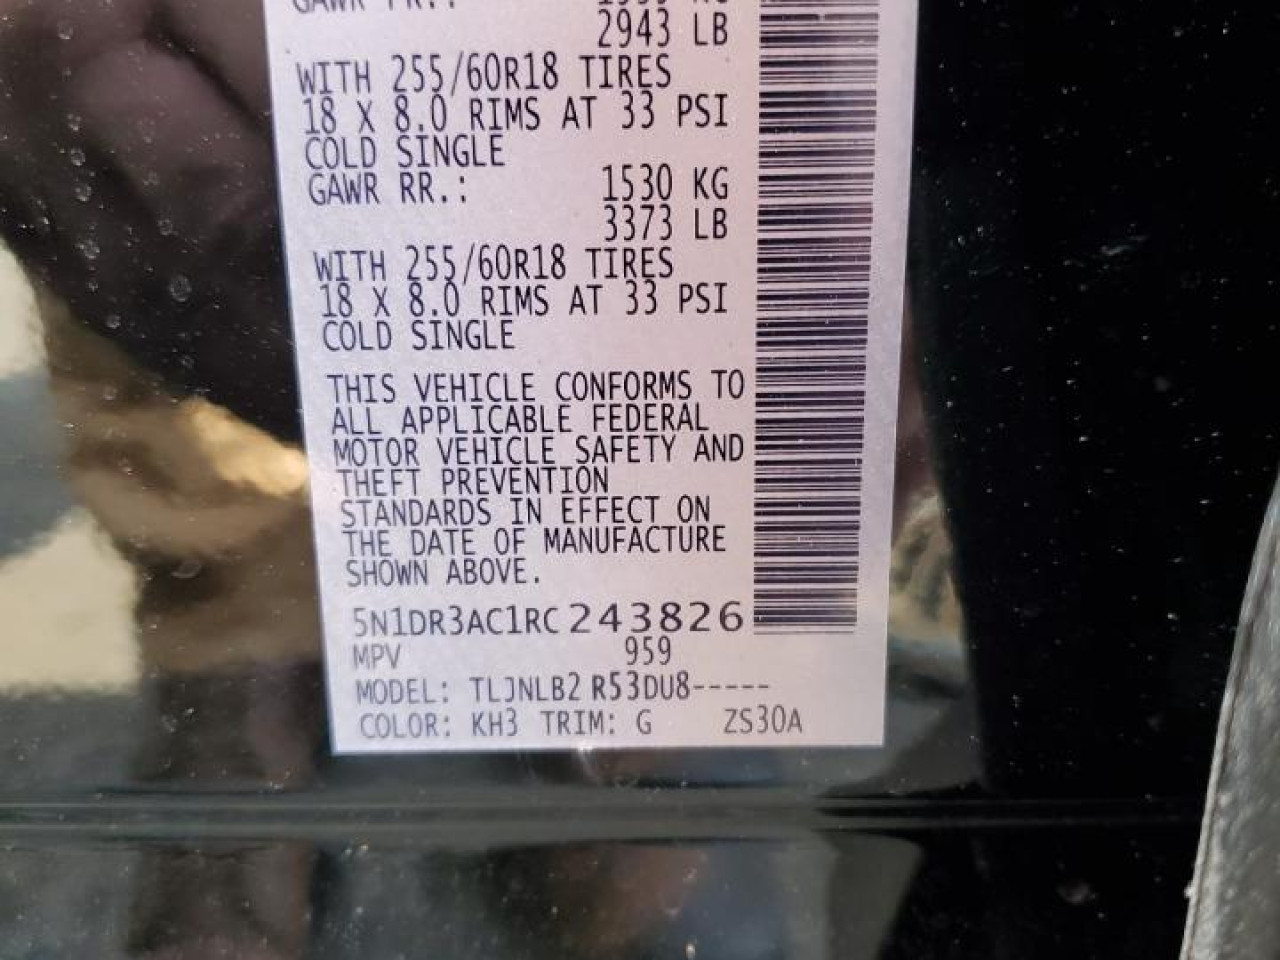 GAWR FR.:
2943 LB
WITH 255/60R18 TIRES
18 X 8.0 RIMS AT 33 PSI
COLD SINGLE
GAWR RR.: 1530 KG
3373 LB
WITH 255/60R18 TIRES
18 X 8.0 RIMS AT 33 PSI
COLD SINGLE
THIS VEHICLE CONFORMS TO
ALL APPLICABLE FEDERAL
MOTOR VEHICLE SAFETY AND
THEFT PREVENTION
STANDARDS IN EFFECT ON
THE DATE OF MANUFACTURE
SHOWN ABOVE.
5N1DR3AC1RC243826
MPV 959
MODEL: TLJNLB2 R53DU8-----
COLOR: KH3 TRIM: G ZS30A